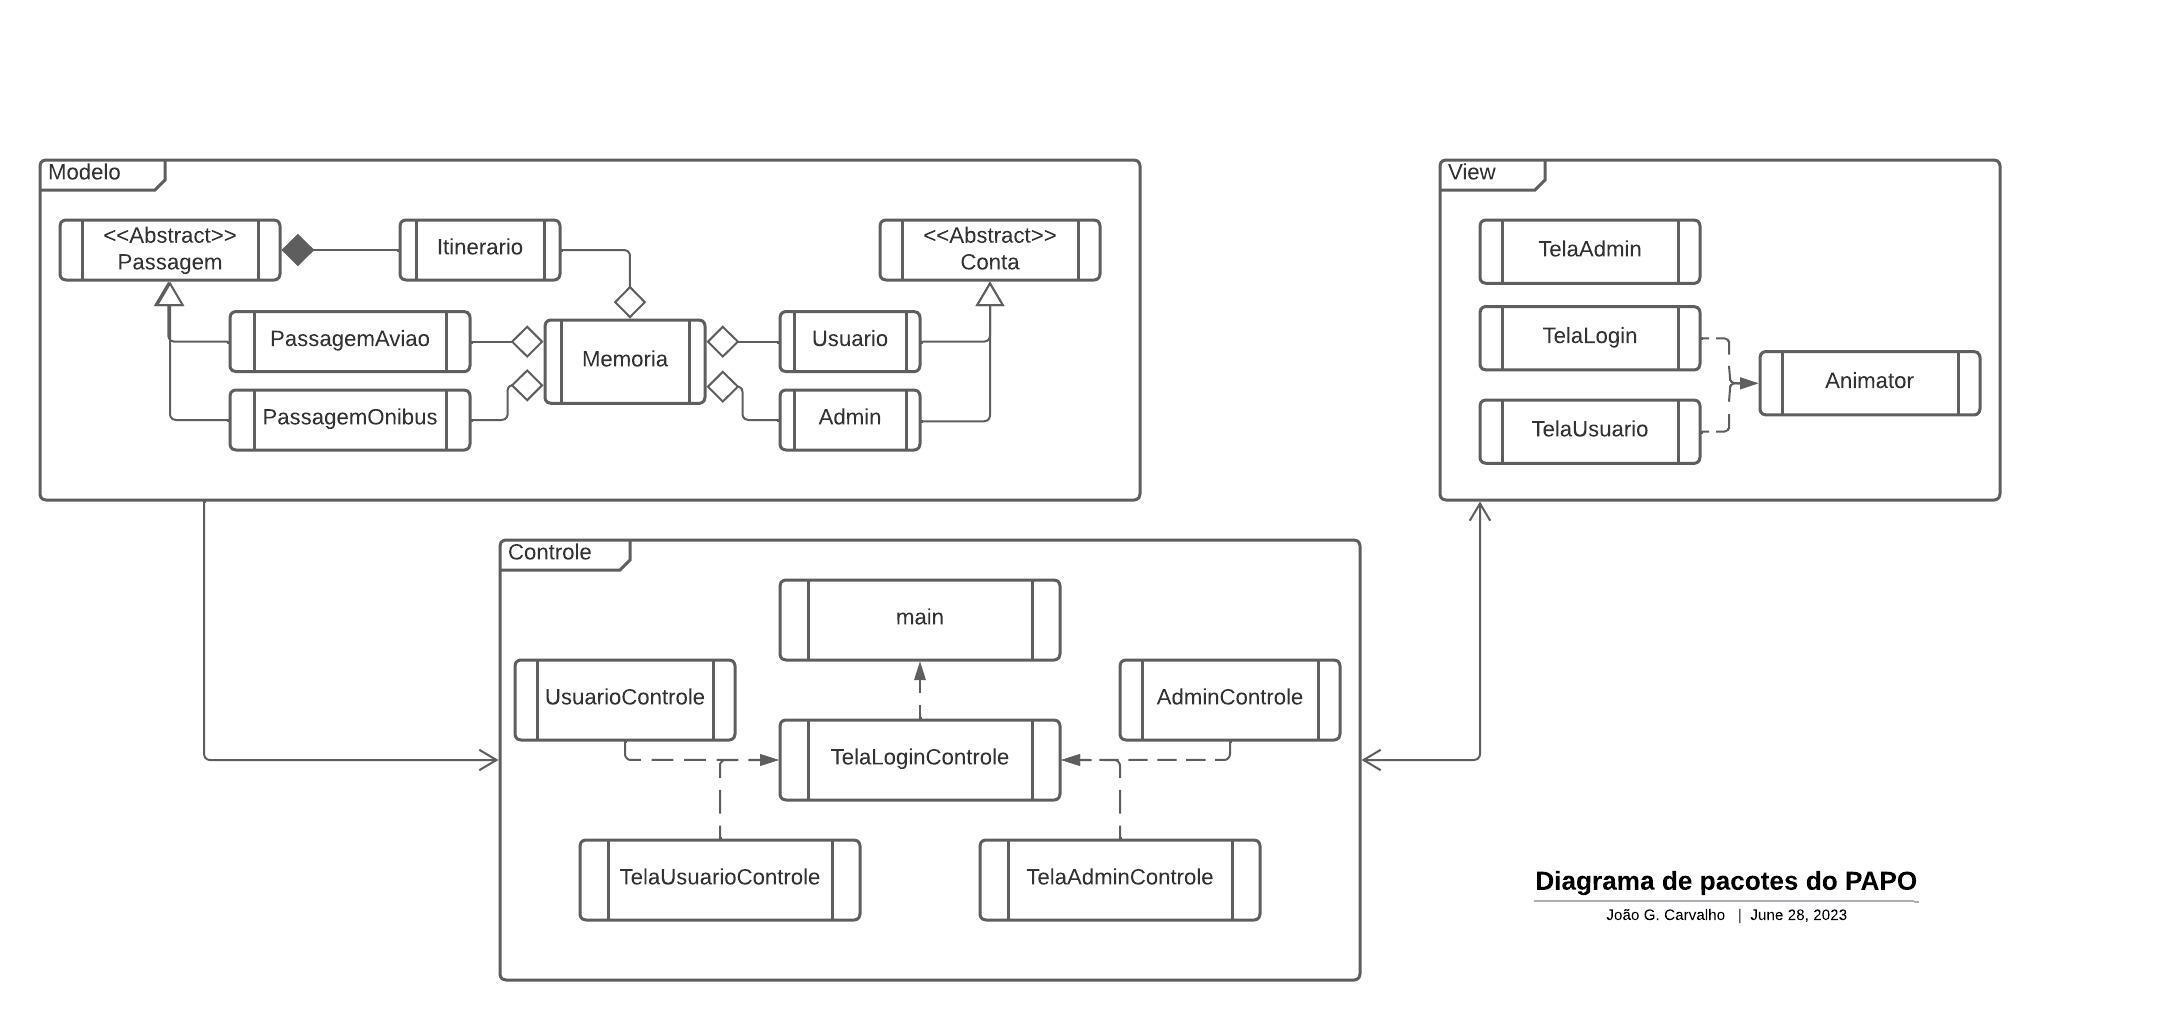 Modelo
<<Abstract>>
Passagem
Itinerario
<<Abstract>>
Conta
PassagemAviao
PassagemOnibus
Memoria
Usuario
Admin
View
TelaAdmin
TelaLogin
TelaUsuario
Animator
Controle
main
UsuarioControle
AdminControle
TelaLoginControle
TelaUsuarioControle
TelaAdminControle
Diagrama de pacotes do PAPO
João G. Carvalho | June 28, 2023